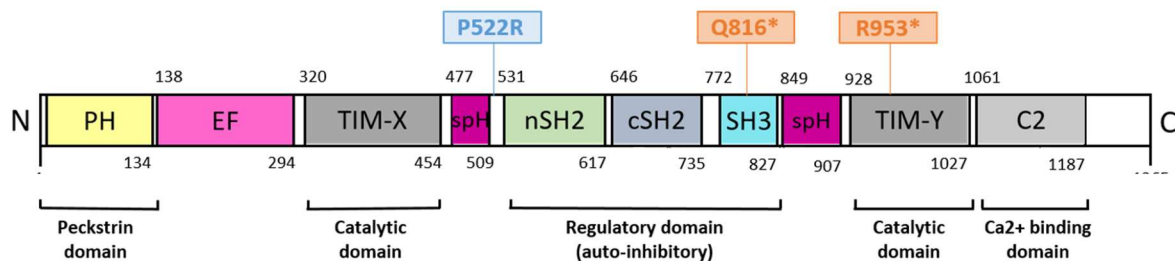 P522R Q816* R953*
138 320 477 531 646 772 849 928 1061
N PH EF TIM-X spH nSH2 cSH2 SH3 spH TIM-Y C2 C
134 294 454 509 617 735 827 907 1027 1187
Peckstrin domain
Catalytic domain
Regulatory domain
(auto-inhibitory)
Catalytic domain
Ca2+ binding domain